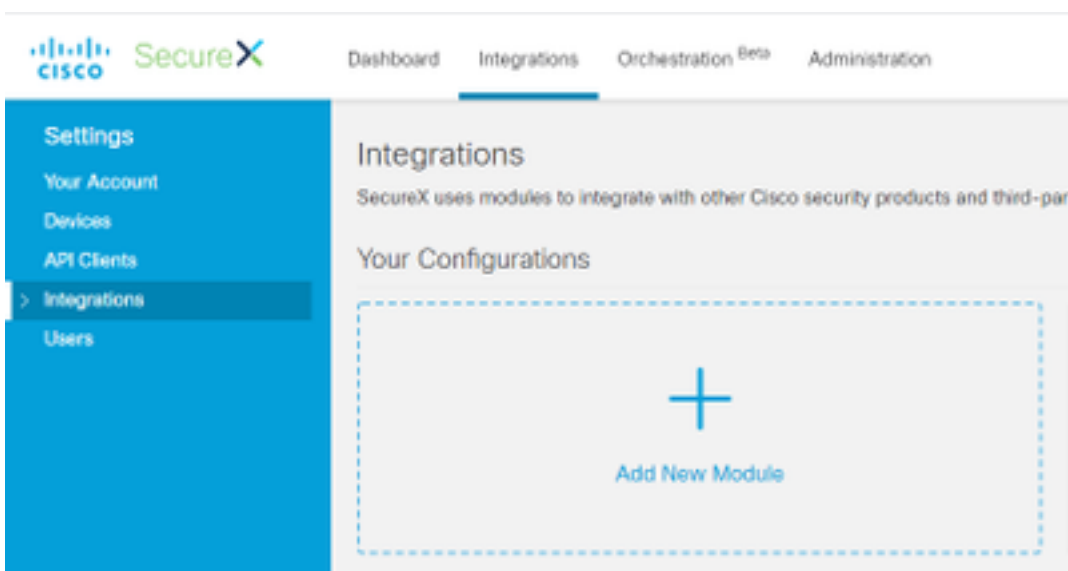 cisco SecureX Dashboard Integrations Orchestration Beta Administration
Settings
Your Account
Devices
API Clients
> Integrations
Users
Integrations
SecureX uses modules to integrate with other Cisco security products and third-par
Your Configurations
Add New Module